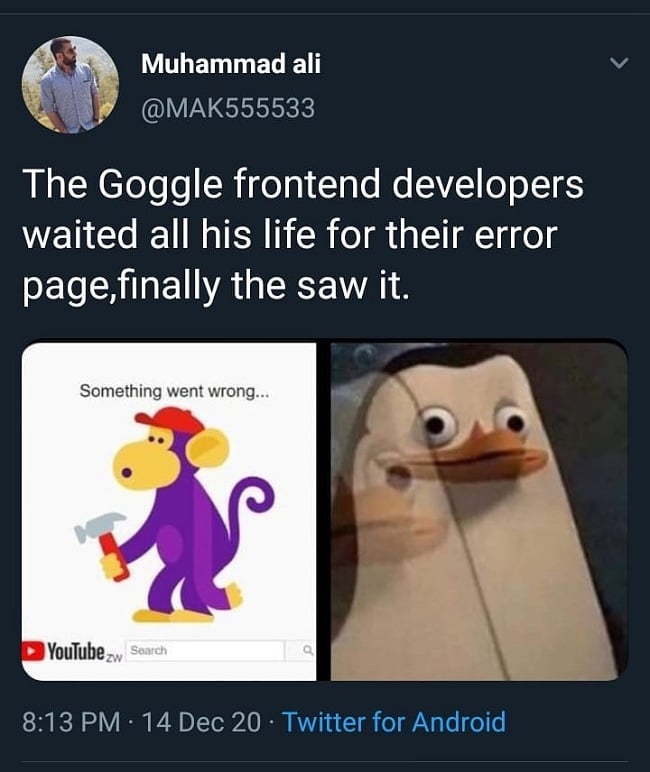 Muhammad ali
@MAK555533
The Goggle frontend developers
waited all his life for their error
page,finally the saw it.
Something went wrong...
YouTube ZW Search
8:13 PM · 14 Dec 20 · Twitter for Android